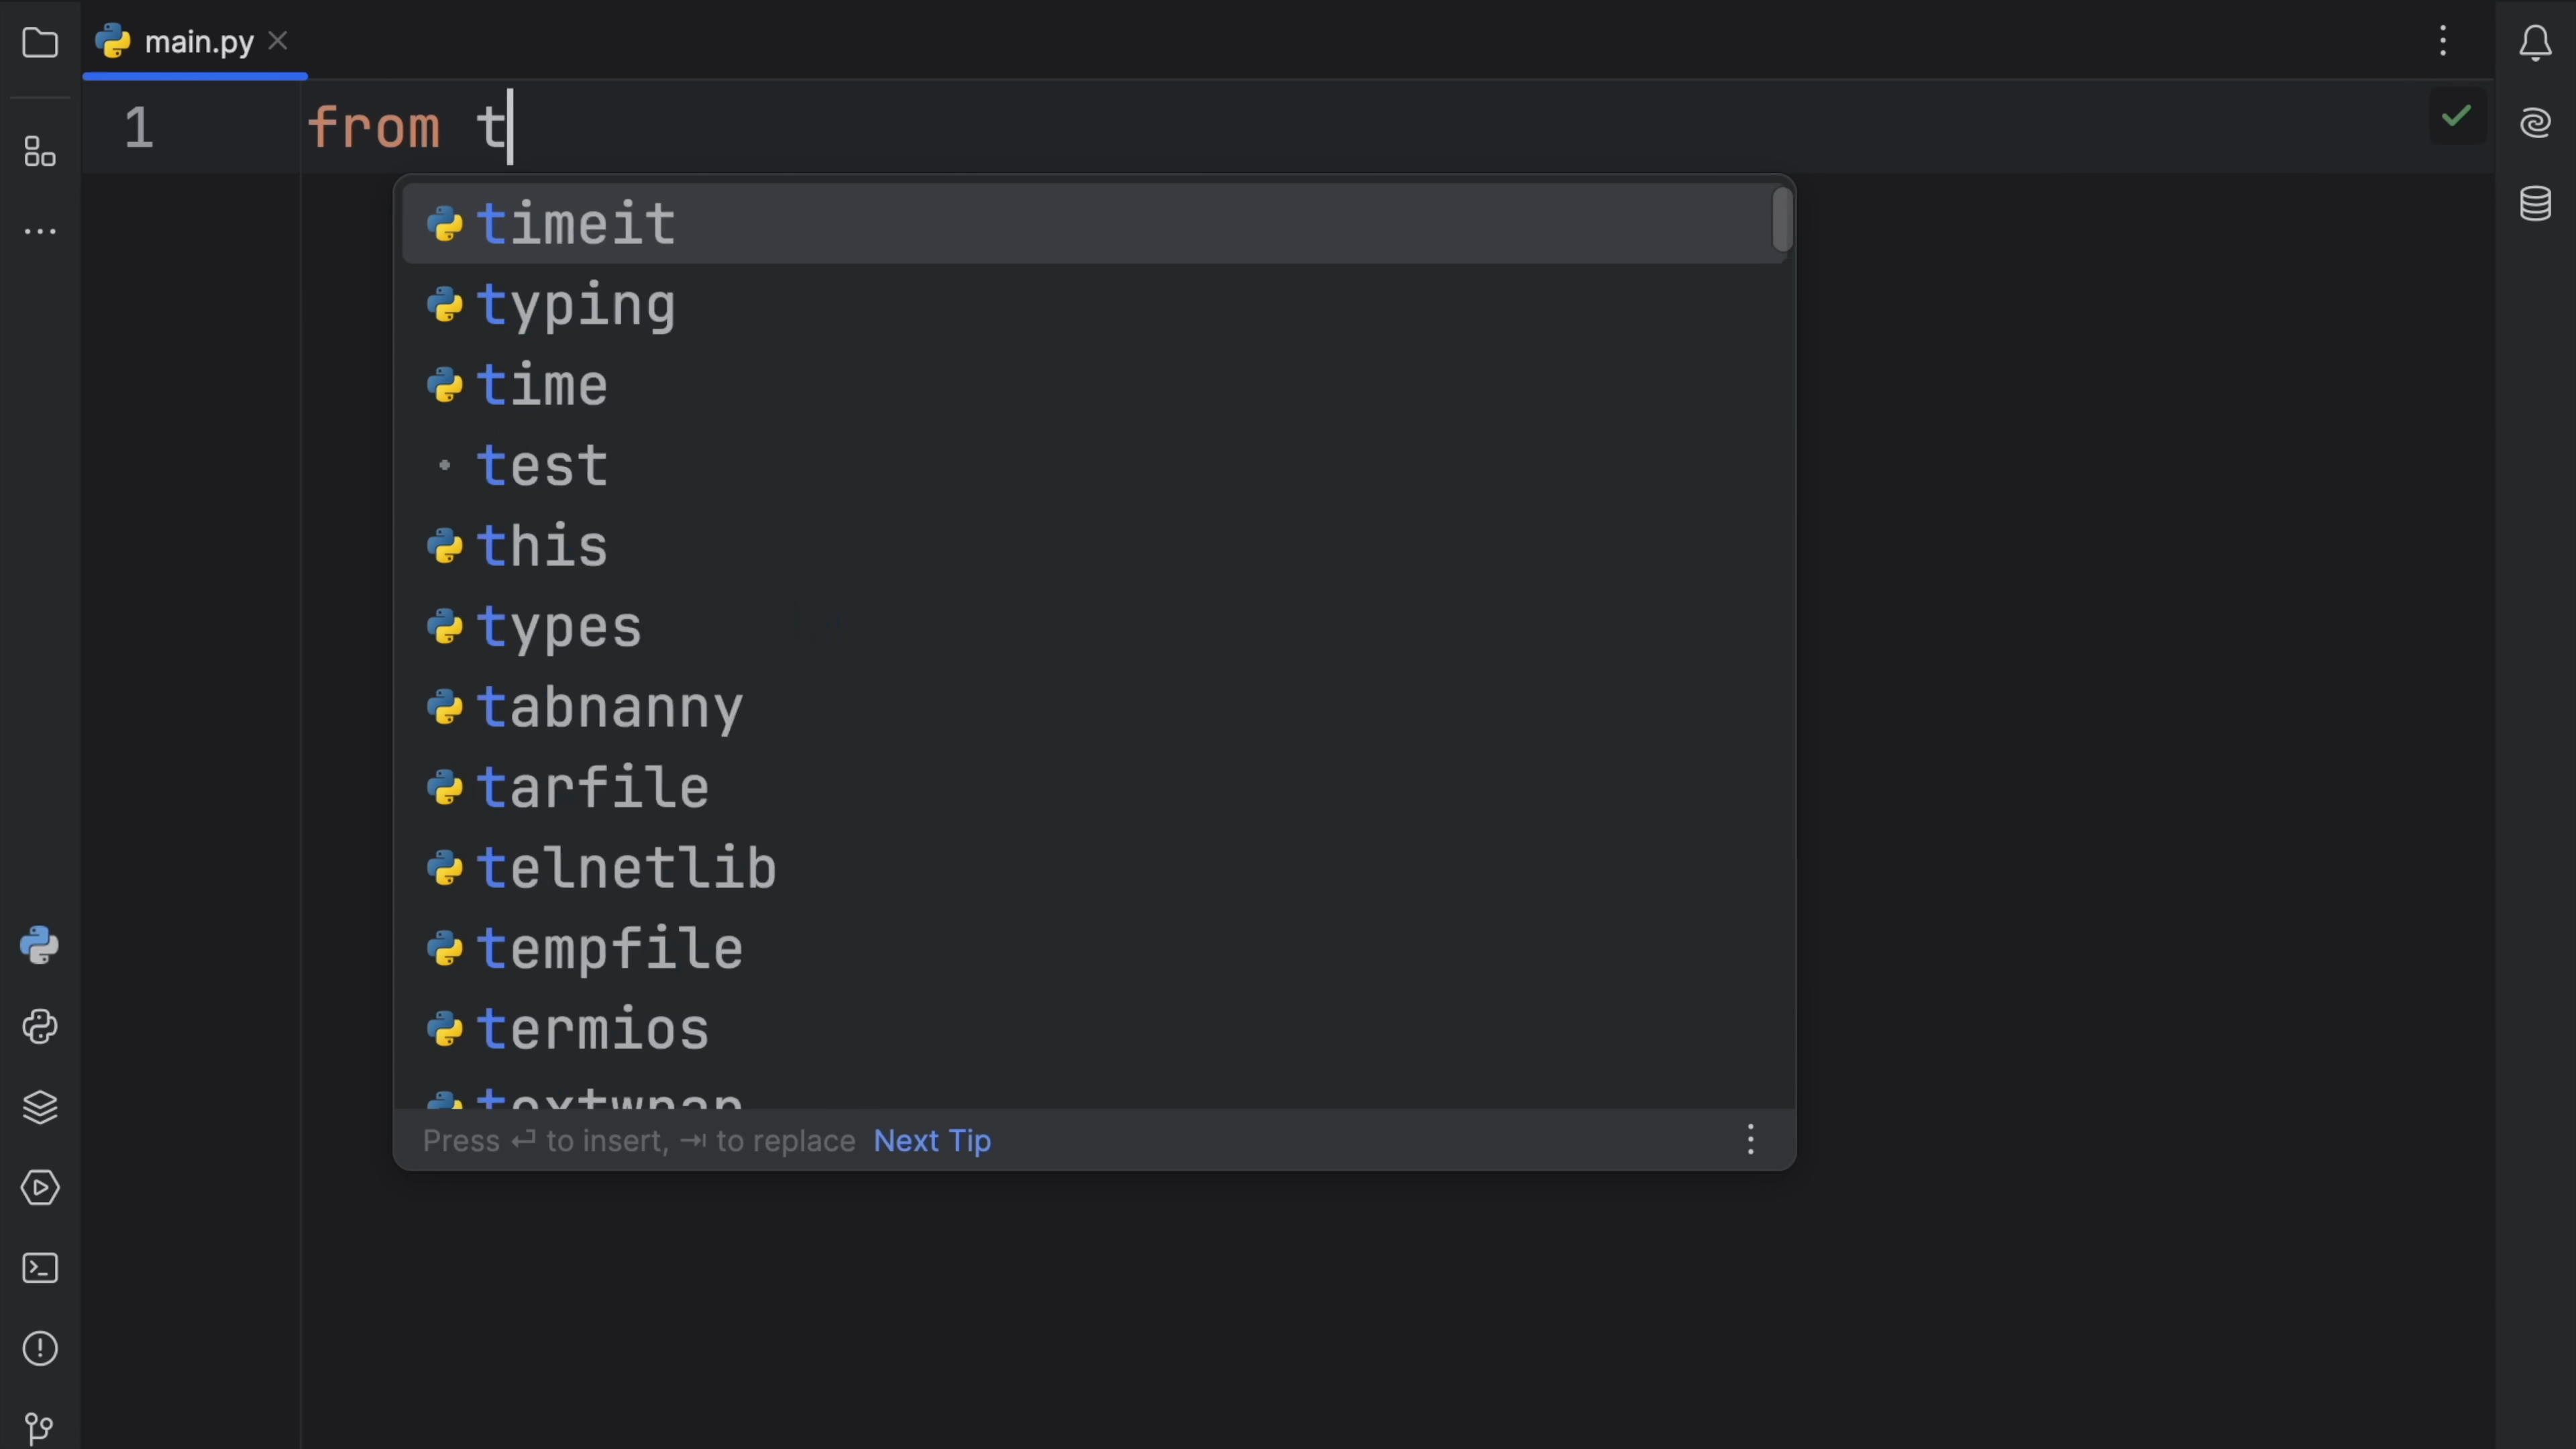 main.py
1 from t
timeit
typing
time
test
this
types
tabnanny
tarfile
telnetlib
tempfile
termios
textwrap
Press ↵ to insert, ⇥ to replace Next Tip